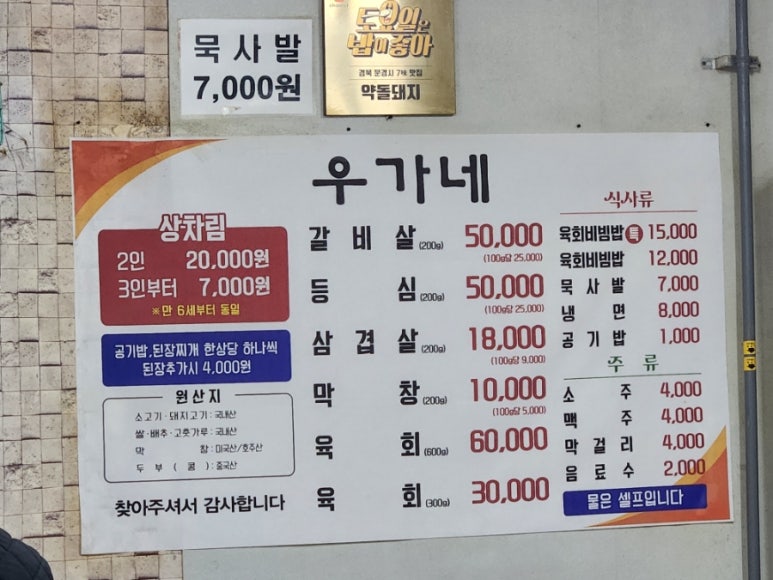 묵사발
7,000원
토요일은
밥이좋아
경북 문경시 7번 맛집
약돌돼지
우가네
상차림
2인 20,000원
3인부터 7,000원
※만 6세부터 동일
공기밥,된장찌개 한상당 하나씩
된장추가시 4,000원
원산지
소고기·돼지고기 : 국내산
쌀·배추·고춧가루 : 국내산
막창 : 미국산/호주산
두부(콩) : 중국산
찾아주셔서 감사합니다
갈비살 (200g) 50,000
(100g당 25,000)
등심 (200g) 50,000
(100g당 25,000)
삼겹살 (200g) 18,000
(100g당 9,000)
막창 (200g) 10,000
(100g당 5,000)
육회 (600g) 60,000
육회 (300g) 30,000
식사류
육회비빔밥 특 15,000
육회비빔밥 12,000
묵사발 7,000
냉면 8,000
공기밥 1,000
주류
소주 4,000
맥주 4,000
막걸리 4,000
음료수 2,000
물은 셀프입니다